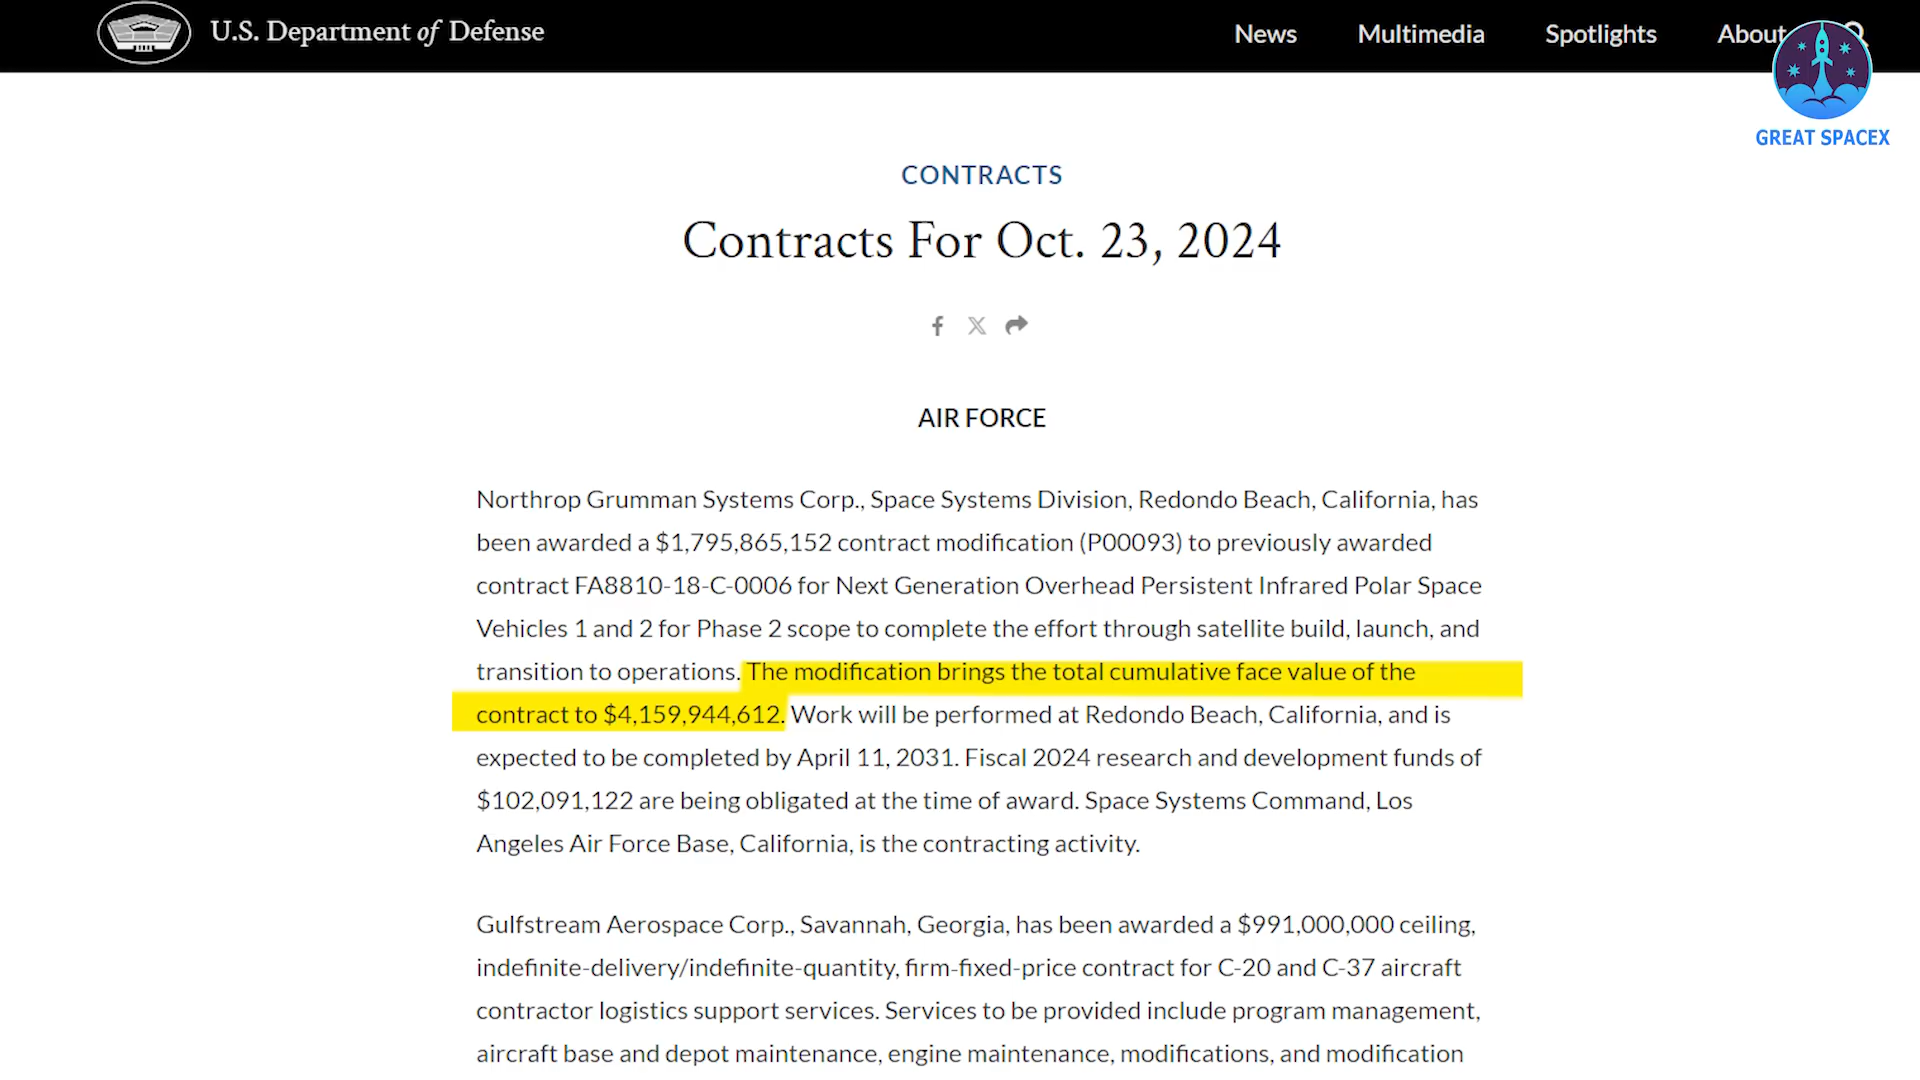 U.S. Department of Defense
News Multimedia Spotlights About
GREAT SPACEX
CONTRACTS
Contracts For Oct. 23, 2024
AIR FORCE
Northrop Grumman Systems Corp., Space Systems Division, Redondo Beach, California, has
been awarded a $1,795,865,152 contract modification (P00093) to previously awarded
contract FA8810-18-C-0006 for Next Generation Overhead Persistent Infrared Polar Space
Vehicles 1 and 2 for Phase 2 scope to complete the effort through satellite build, launch, and
transition to operations. The modification brings the total cumulative face value of the
contract to $4,159,944,612. Work will be performed at Redondo Beach, California, and is
expected to be completed by April 11, 2031. Fiscal 2024 research and development funds of
$102,091,122 are being obligated at the time of award. Space Systems Command, Los
Angeles Air Force Base, California, is the contracting activity.
Gulfstream Aerospace Corp., Savannah, Georgia, has been awarded a $991,000,000 ceiling,
indefinite-delivery/indefinite-quantity, firm-fixed-price contract for C-20 and C-37 aircraft
contractor logistics support services. Services to be provided include program management,
aircraft base and depot maintenance, engine maintenance, modifications, and modification